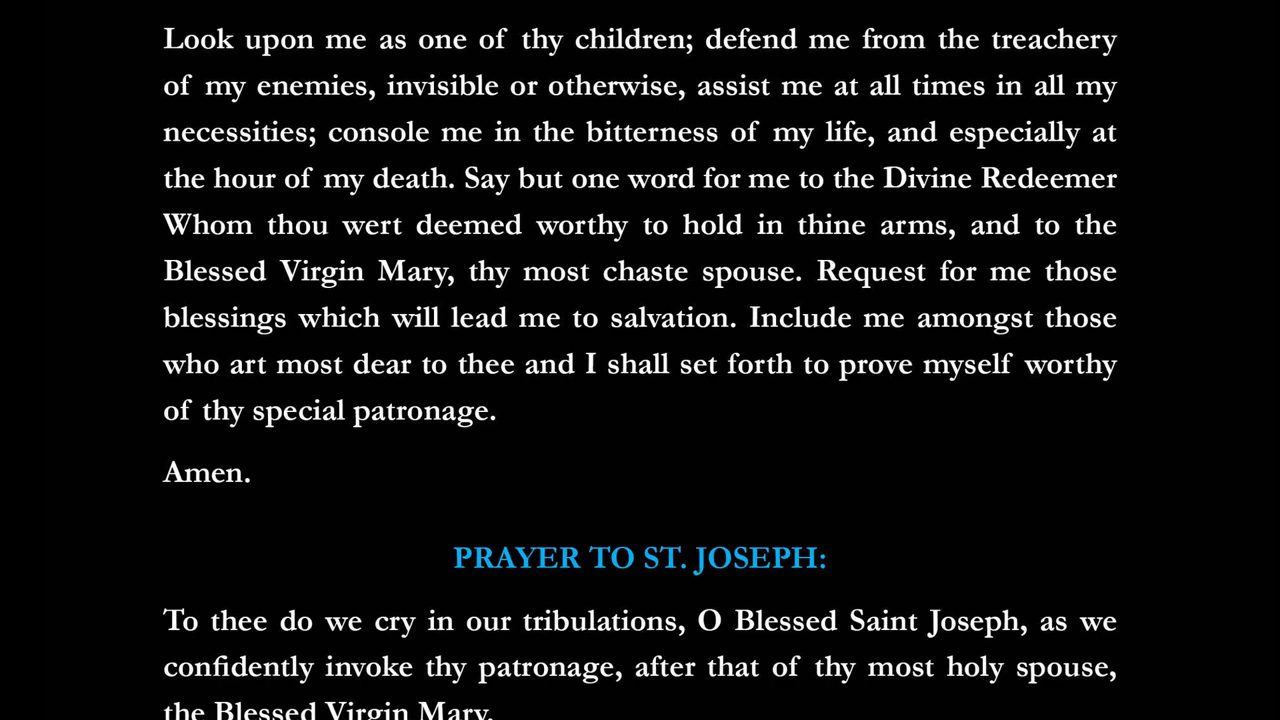 Look upon me as one of thy children; defend me from the treachery
of my enemies, invisible or otherwise, assist me at all times in all my
necessities; console me in the bitterness of my life, and especially at
the hour of my death. Say but one word for me to the Divine Redeemer
Whom thou wert deemed worthy to hold in thine arms, and to the
Blessed Virgin Mary, thy most chaste spouse. Request for me those
blessings which will lead me to salvation. Include me amongst those
who art most dear to thee and I shall set forth to prove myself worthy
of thy special patronage.
Amen.
PRAYER TO ST. JOSEPH:
To thee do we cry in our tribulations, O Blessed Saint Joseph, as we
confidently invoke thy patronage, after that of thy most holy spouse,
the Blessed Virgin Mary.